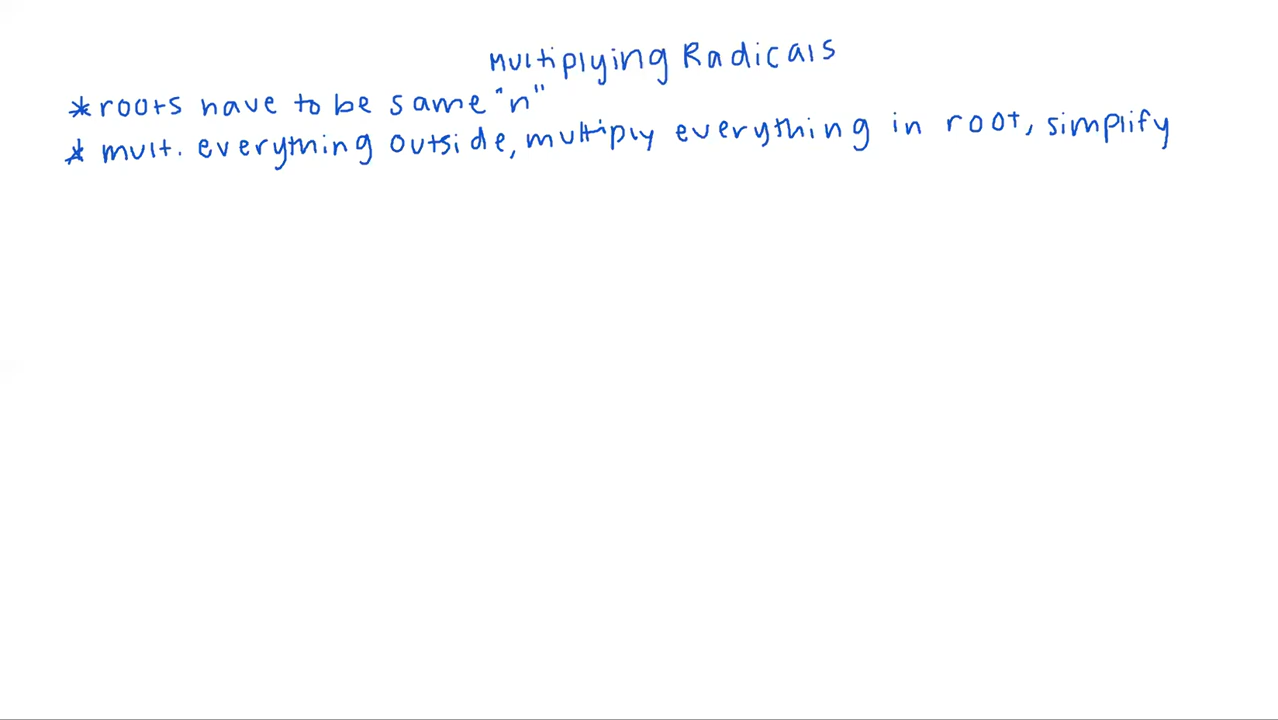 Multiplying Radicals
* roots have to be same "n"
* mult. everything outside, multiply everything in root, simplify